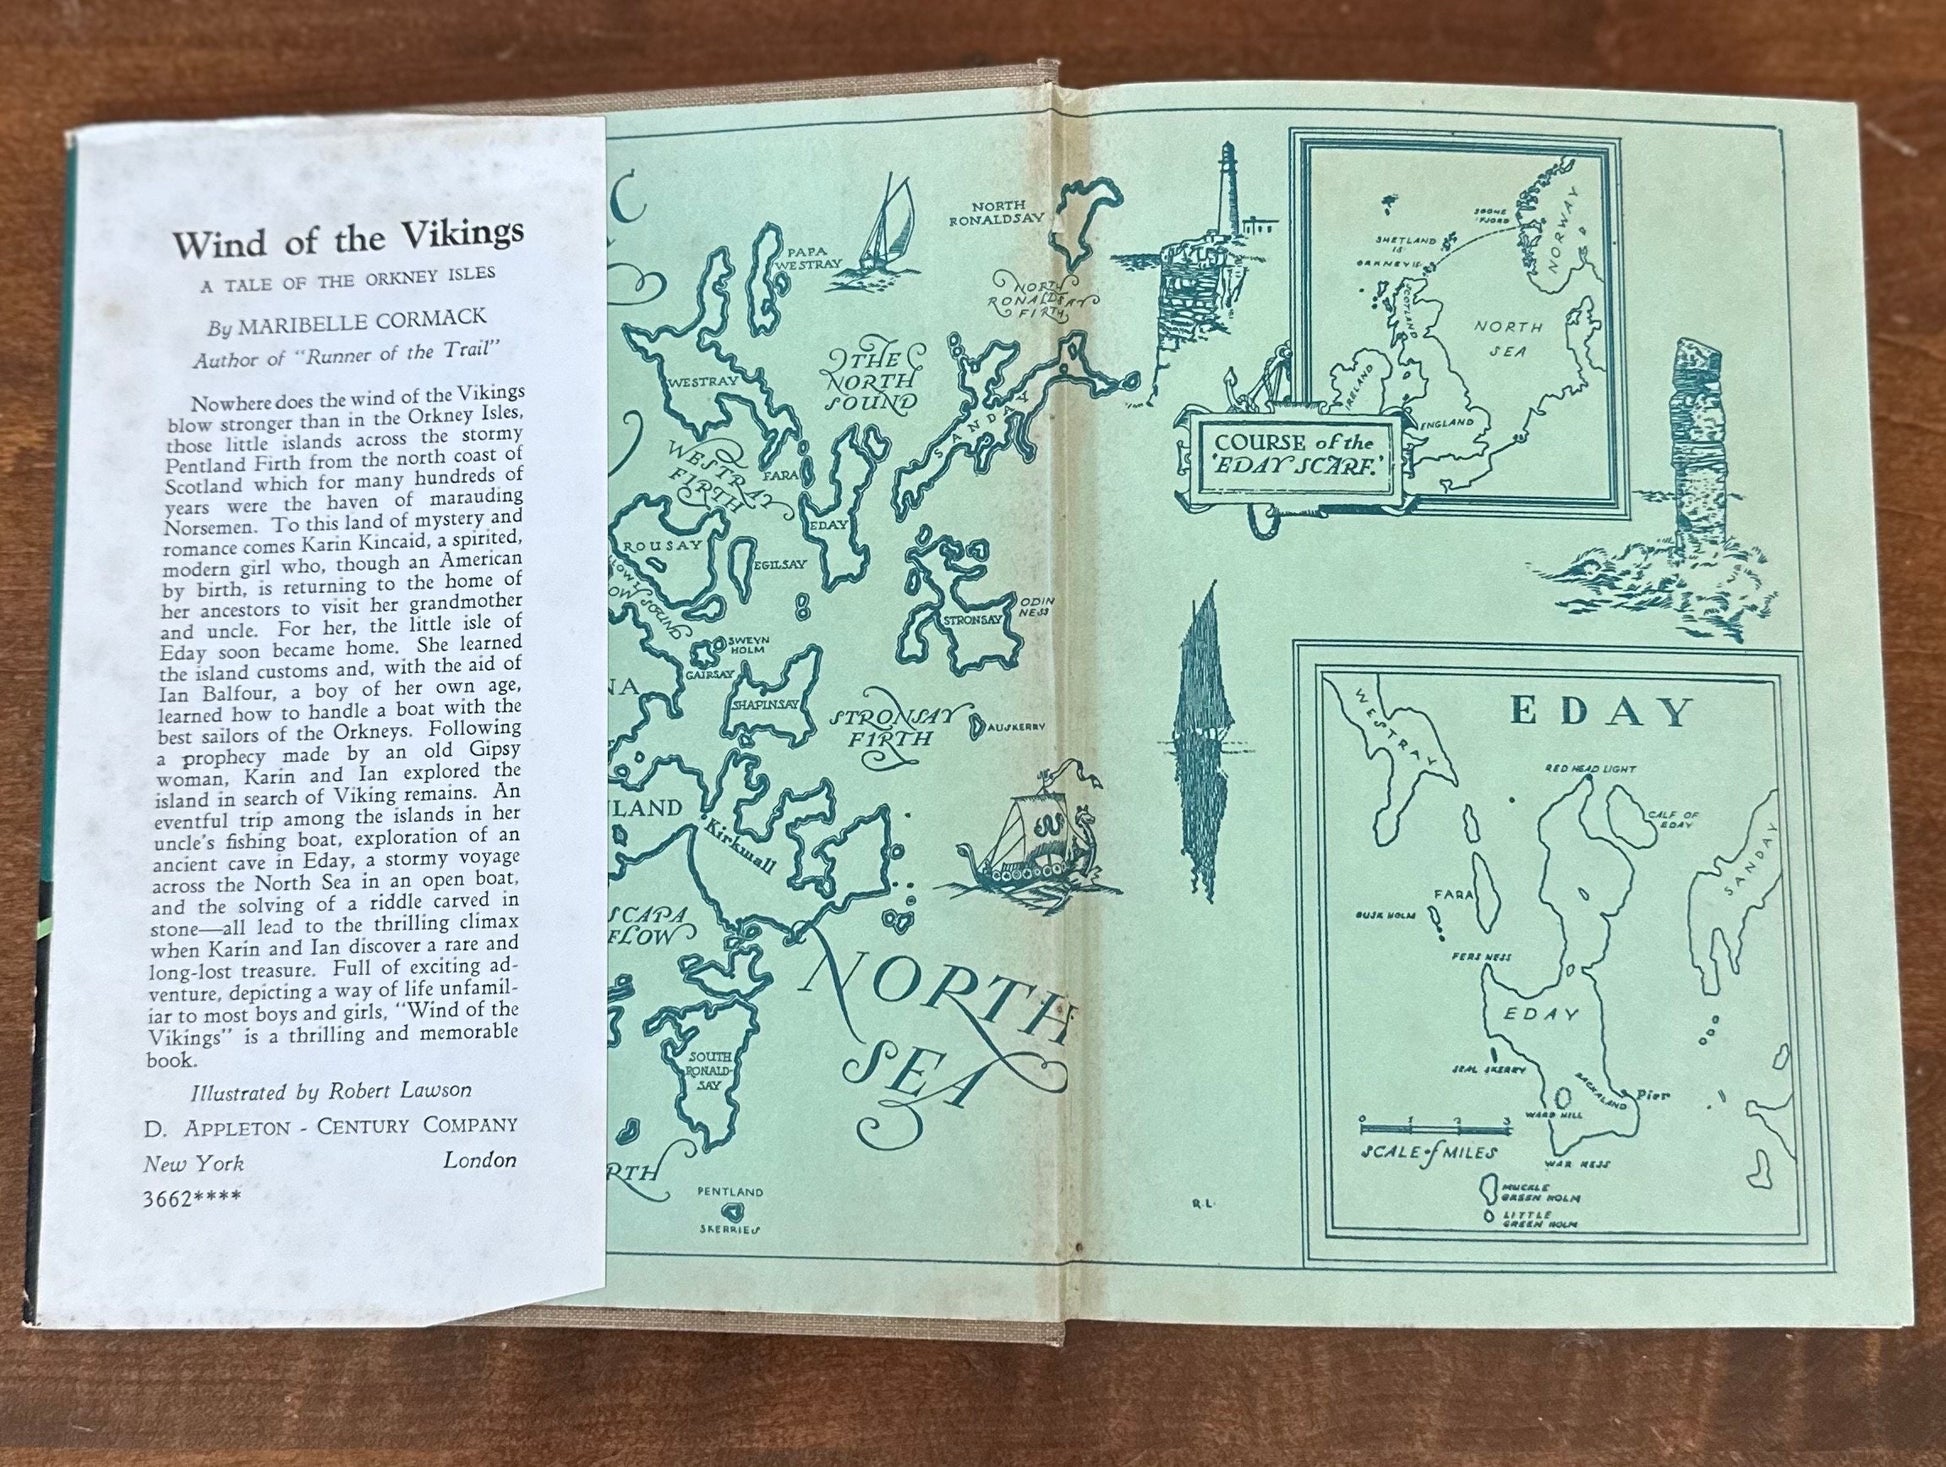 Wind of the Vikings
A TALE OF THE ORKNEY ISLES
By MARIBELLE CORMACK
Author of "Runner of the Trail"
Nowhere does the wind of the Vikings
blow stronger than in the Orkney Isles,
those little islands across the stormy
Pentland Firth from the north coast of
Scotland which for many hundreds of
years were the haven of marauding
Norsemen. To this land of mystery and
romance comes Karin Kincaid, a spirited,
modern girl who, though an American
by birth, is returning to the home of
her ancestors to visit her grandmother
and uncle. For her, the little isle of
Eday soon became home. She learned
the island customs and, with the aid of
Ian Balfour, a boy of her own age,
learned how to handle a boat with the
best sailors of the Orkneys. Following
a prophecy made by an old Gipsy
woman, Karin and Ian explored the
island in search of Viking remains. An
eventful trip among the islands in her
uncle's fishing boat, exploration of an
ancient cave in Eday, a stormy voyage
across the North Sea in an open boat,
and the solving of a riddle carved in
stone—all lead to the thrilling climax
when Karin and Ian discover a rare and
long-lost treasure. Full of exciting ad-
venture, depicting a way of life unfamil-
iar to most boys and girls, "Wind of the
Vikings" is a thrilling and memorable
book.
Illustrated by Robert Lawson
D. APPLETON - CENTURY COMPANY
New York London
3662****
C
PAPA
WESTRAY
NORTH
RONALDSAY
NORTH
RONALDSAY
FIRTH
WESTRAY
THE
NORTH
SOUND
SANDAY
WESTRAY
FIRTH
FARA
EDAY
ROUSAY
EGILSAY
SOUND
ODIN
NESS
STRONSAY
SWEYN
HOLM
GAIRSAY
NA
SHAPINSAY
STRONSAY
FIRTH
AUSKERRY
LAND
Kirkwall
SCAPA
FLOW
NORTH
SEA
SOUTH
RONALD-
SAY
RTH
PENTLAND
SKERRIES
R.L.
NORWAY
SHETLAND
IS
ORKNEY IS
SCOTLAND
NORTH
SEA
IRELAND
ENGLAND
COURSE of the
'EDAY SCARF.'
EDAY
WESTRAY
RED HEAD LIGHT
CALF OF
EDAY
SANDAY
FARA
RUSK HOLM
FERS NESS
EDAY
SEAL SKERRY
BACKALAND
Pier
WARD HILL
WAR NESS
0 1 2 3
SCALE of MILES
MUCKLE
GREEN HOLM
LITTLE
GREEN HOLM